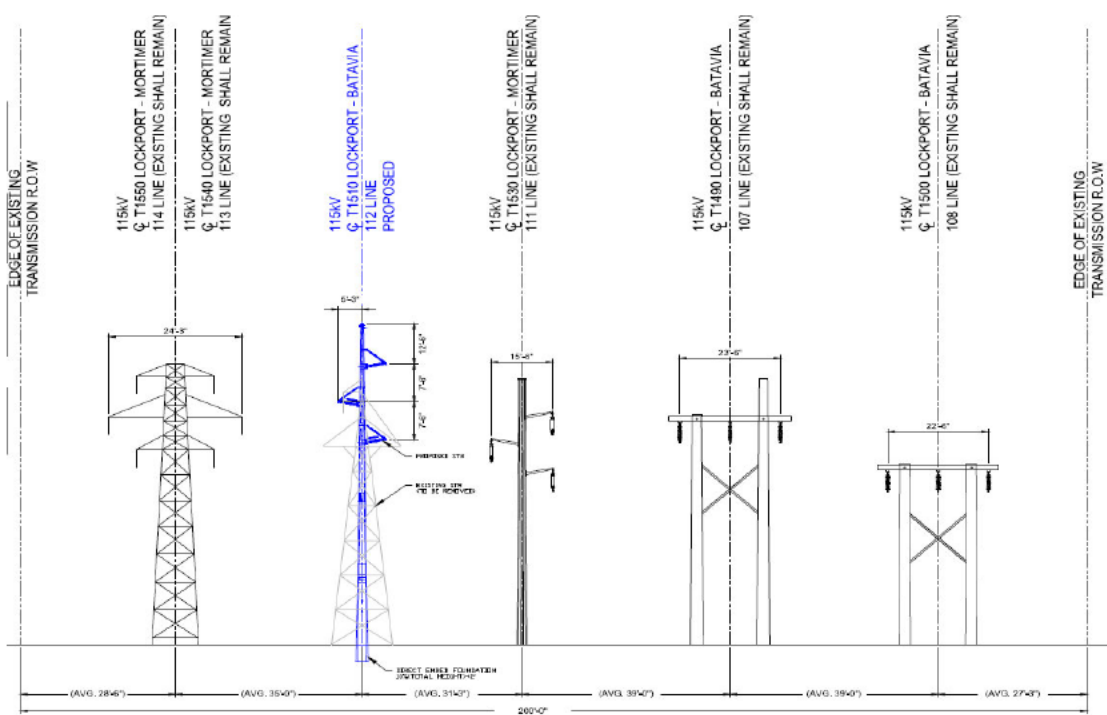 EDGE OF EXISTING
TRANSMISSION R.O.W
115kV
℄ T1550 LOCKPORT - MORTIMER
114 LINE (EXISTING SHALL REMAIN)
115kV
℄ T1540 LOCKPORT - MORTIMER
113 LINE (EXISTING SHALL REMAIN)
115kV
℄ T1510 LOCKPORT - BATAVIA
112 LINE
PROPOSED
115kV
℄ T1530 LOCKPORT - MORTIMER
111 LINE (EXISTING SHALL REMAIN)
115kV
℄ T1490 LOCKPORT - BATAVIA
107 LINE (EXISTING SHALL REMAIN)
115kV
℄ T1500 LOCKPORT - BATAVIA
108 LINE (EXISTING SHALL REMAIN)
EDGE OF EXISTING
TRANSMISSION R.O.W
24'-8"
12'-6"
23'-6"
22'-6"
PROPOSED STR
EXISTING STR
(TO BE REMOVED)
DIRECT EMBED FOUNDATION
(AVG. 28'-6")
(AVG. 31'-3")
(AVG. 39'-0")
(AVG. 39'-0")
(AVG. 27'-3")
200'-0"